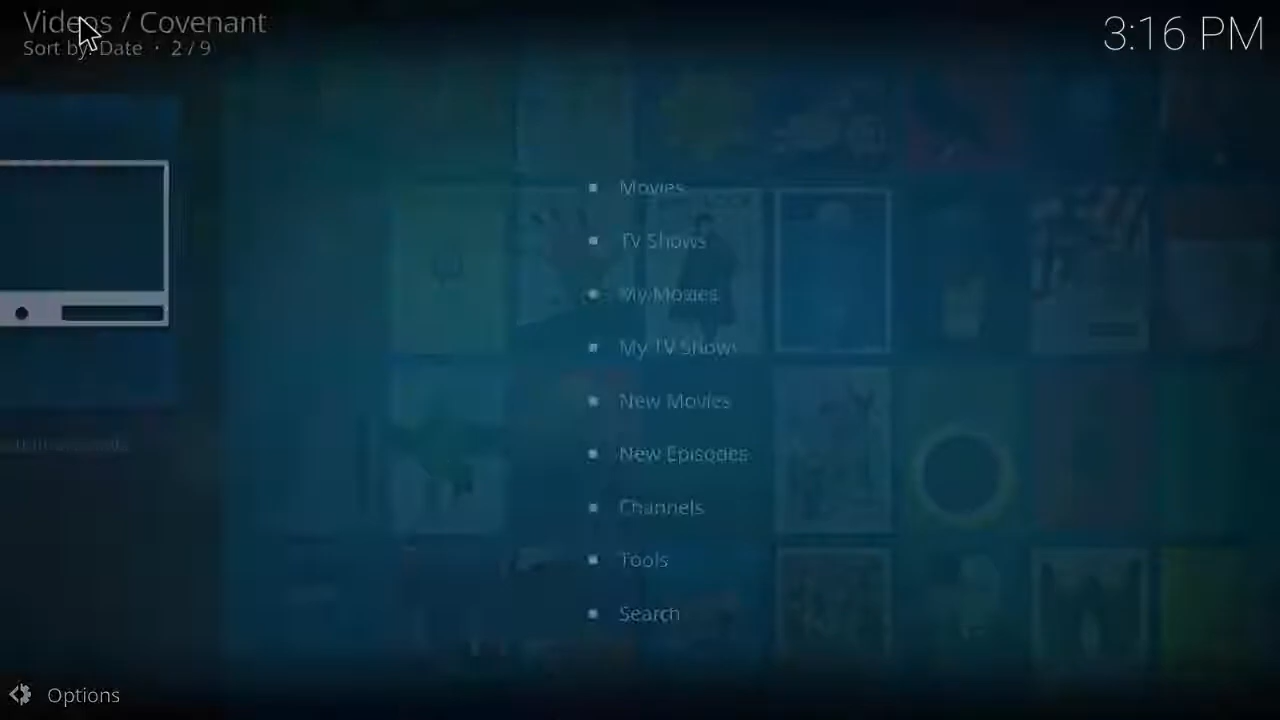 Videos / Covenant
Sort by: Date · 2 / 9
3:16 PM
Movies
TV Shows
My Movies
My TV Shows
New Movies
New Episodes
Channels
Tools
Search
Options